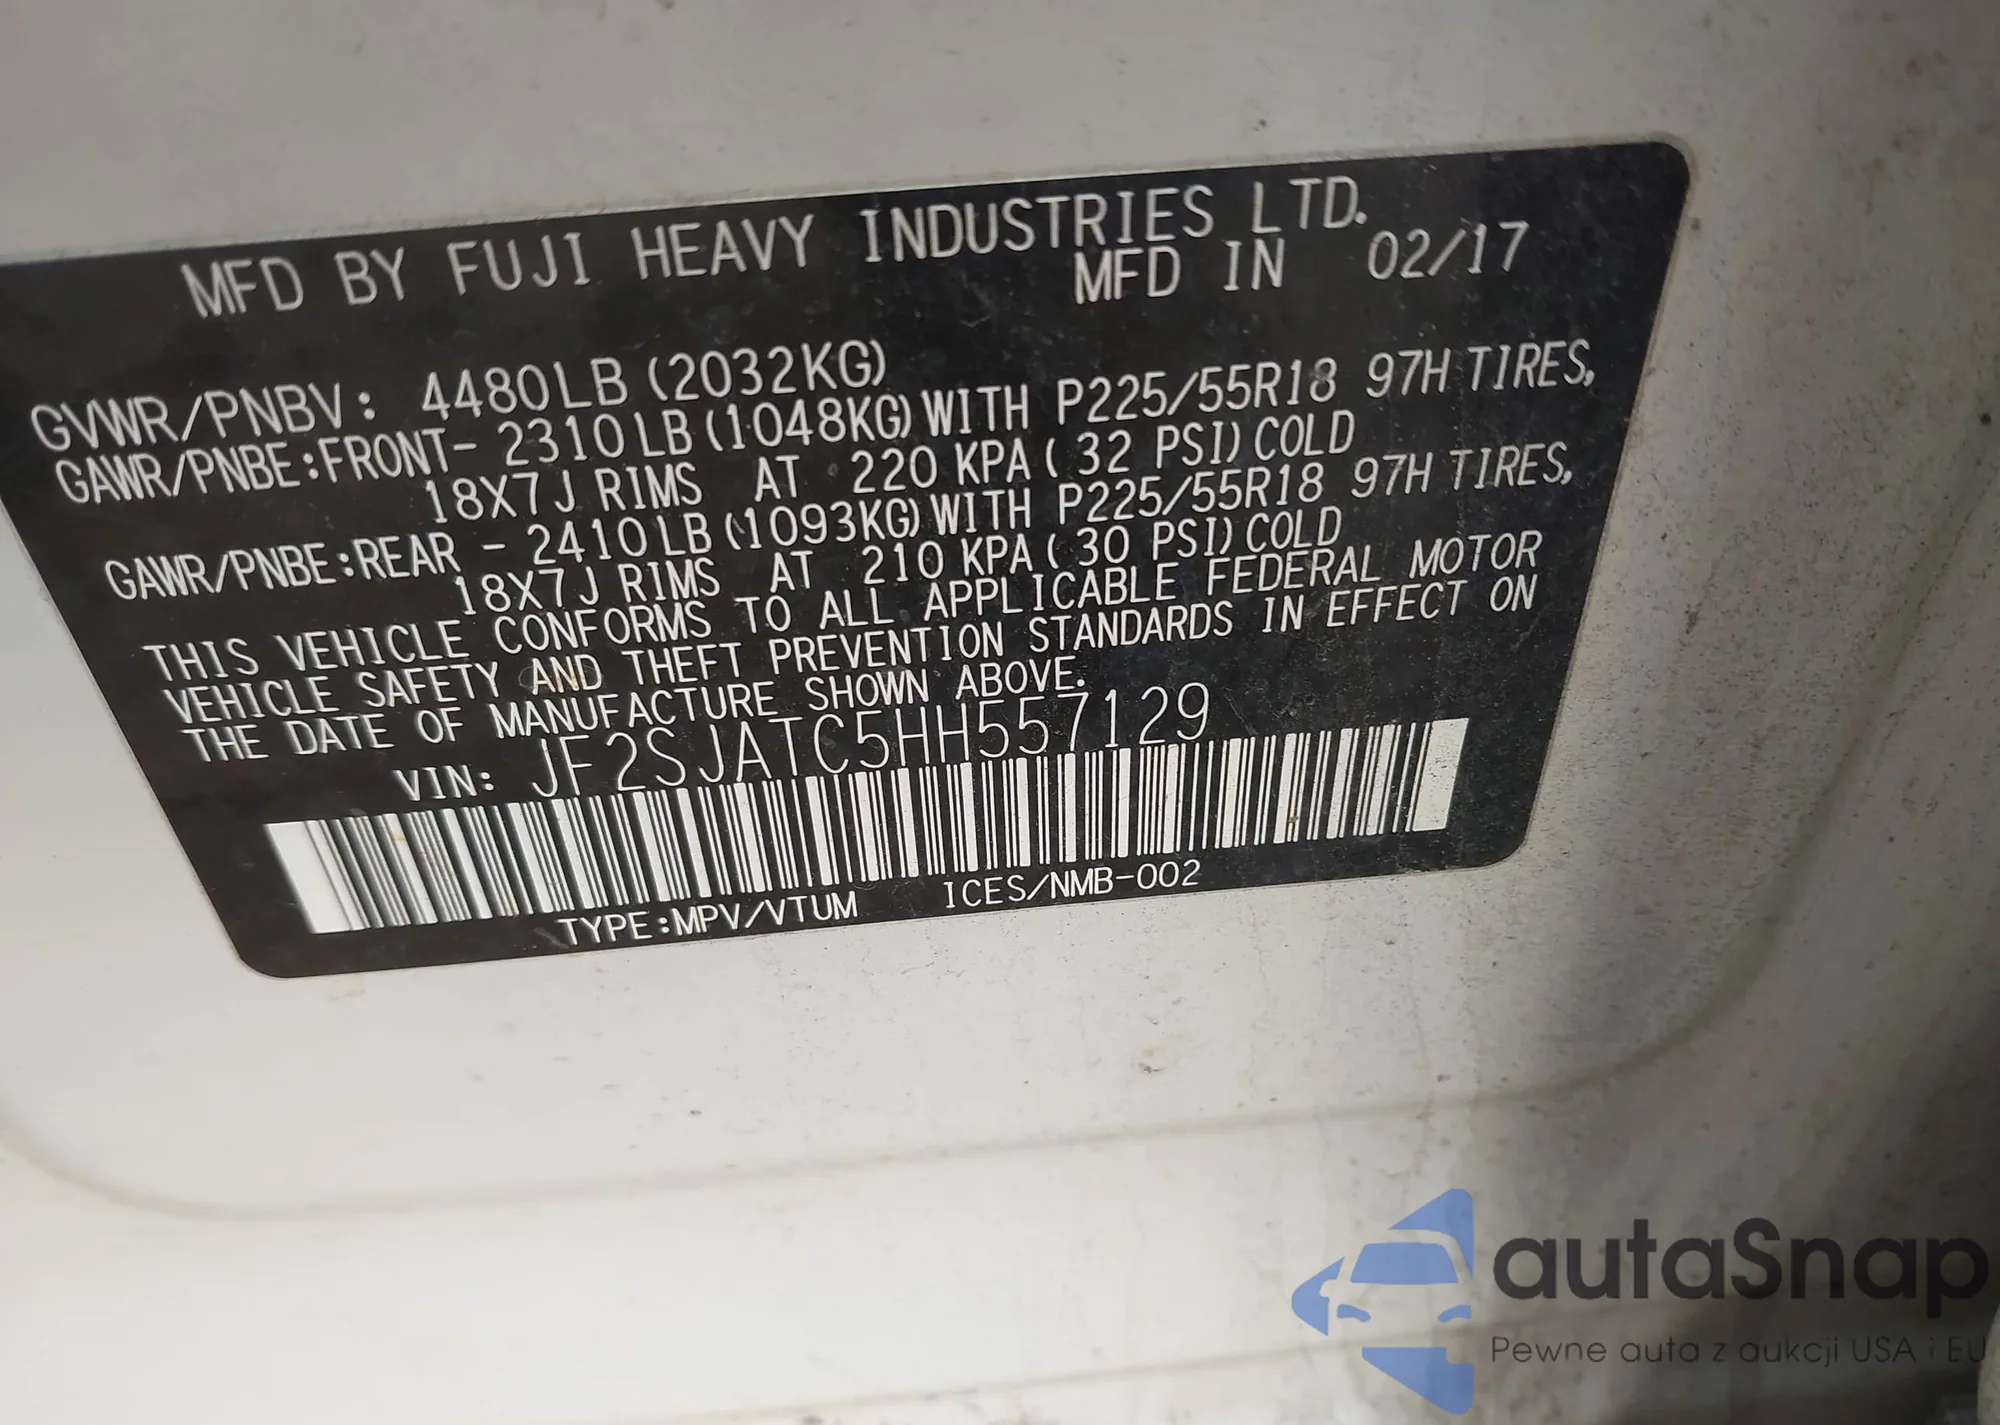 MFD BY FUJI HEAVY INDUSTRIES LTD.
MFD IN 02/17
GVWR/PNBV: 4480LB (2032KG)
GAWR/PNBE:FRONT- 2310LB (1048KG) WITH P225/55R18 97H TIRES,
18X7J RIMS AT 220 KPA ( 32 PSI) COLD
GAWR/PNBE:REAR - 2410LB (1093KG) WITH P225/55R18 97H TIRES,
18X7J RIMS AT 210 KPA ( 30 PSI) COLD
THIS VEHICLE CONFORMS TO ALL APPLICABLE FEDERAL MOTOR
VEHICLE SAFETY AND THEFT PREVENTION STANDARDS IN EFFECT ON
THE DATE OF MANUFACTURE SHOWN ABOVE.
VIN: JF2SJATC5HH557129
TYPE:MPV/VTUM ICES/NMB-002
autaSnap
Pewne auta z aukcji USA i EU